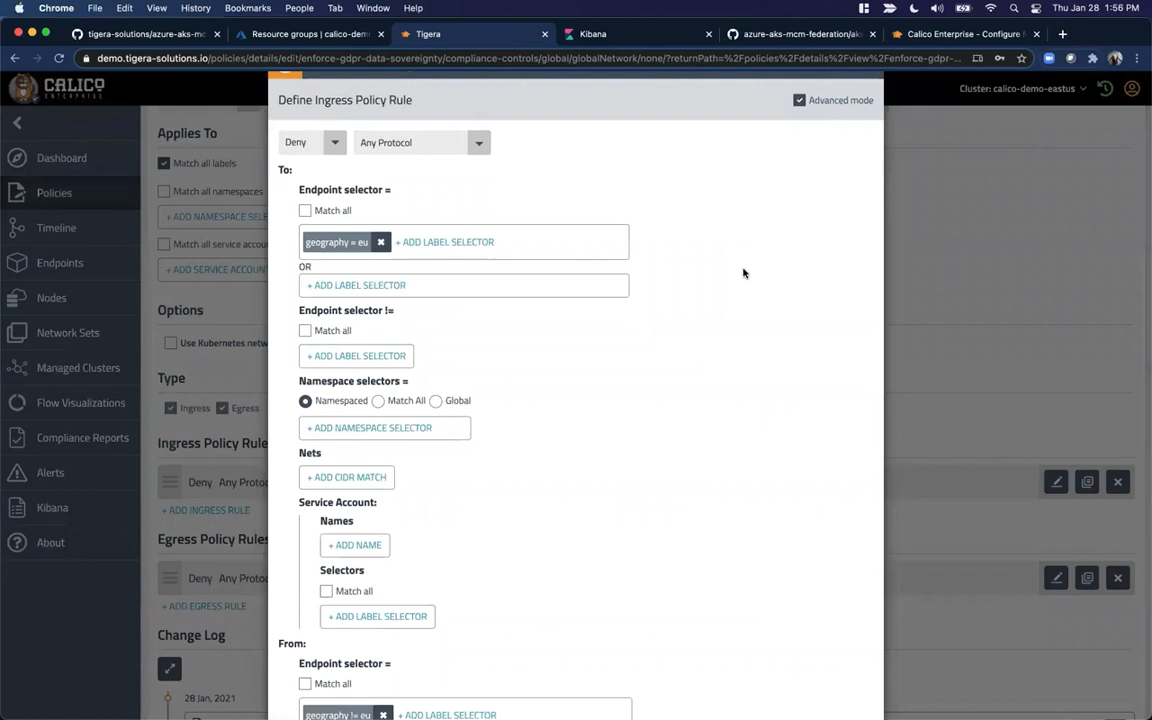 Chrome File Edit View History Bookmarks People Tab Window Help
Thu Jan 28 1:56 PM
tigera-solutions/azure-aks-mc
Resource groups | calico-demo-
Tigera
Kibana
azure-aks-mcm-federation/aks
Calico Enterprise - Configure F
demo.tigera-solutions.io/policies/details/edit/enforce-gdpr-data-sovereignty/compliance-controls/global/globalNetwork/none/?returnPath=%2Fpolicies%2Fdetails%2Fview%2Fenforce-gdpr-...
CALICO
ENTERPRISE
Cluster: calico-demo-eastus
Dashboard
Policies
Timeline
Endpoints
Nodes
Network Sets
Managed Clusters
Flow Visualizations
Compliance Reports
Alerts
Kibana
About
Applies To
Match all labels
Match all namespaces
+ ADD NAMESPACE SELE
Match all service accou
+ ADD SERVICE ACCOUNT
Options
Use Kubernetes netw
Type
Ingress Egress
Ingress Policy Rule
Deny Any Protoc
+ ADD INGRESS RULE
Egress Policy Rules
Deny Any Protoc
+ ADD EGRESS RULE
Change Log
28 Jan, 2021
Define Ingress Policy Rule
Advanced mode
Deny Any Protocol
To:
Endpoint selector =
Match all
geography = eu + ADD LABEL SELECTOR
OR
+ ADD LABEL SELECTOR
Endpoint selector !=
Match all
+ ADD LABEL SELECTOR
Namespace selectors =
Namespaced Match All Global
+ ADD NAMESPACE SELECTOR
Nets
+ ADD CIDR MATCH
Service Account:
Names
+ ADD NAME
Selectors
Match all
+ ADD LABEL SELECTOR
From:
Endpoint selector =
Match all
geography != eu + ADD LABEL SELECTOR